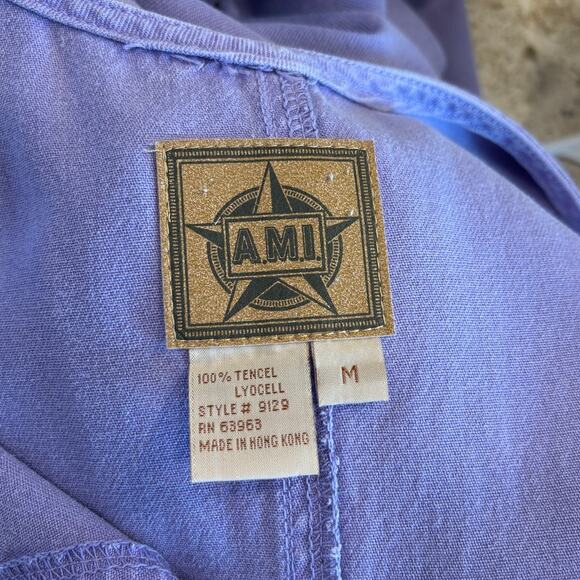 A.M.I.
100% TENCEL
LYOCELL
STYLE # 9129
RN 63963
MADE IN HONG KONG
M